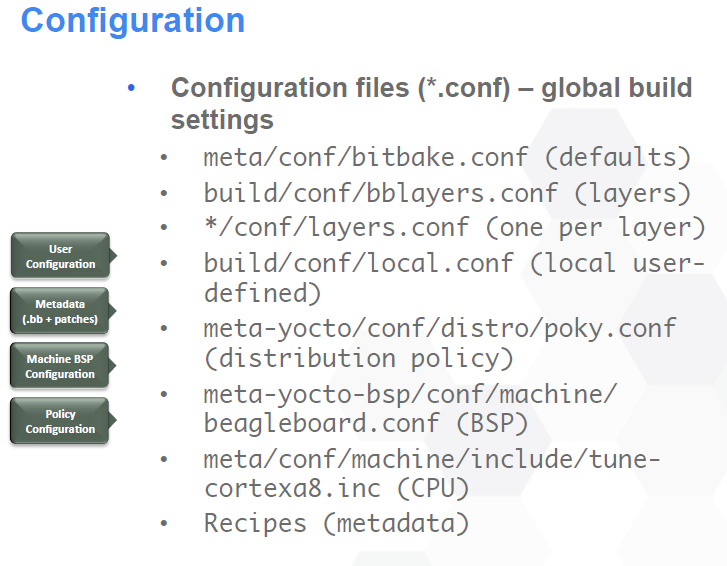 Configuration
• Configuration files (*.conf) – global build
settings
• meta/conf/bitbake.conf (defaults)
• build/conf/bblayers.conf (layers)
• */conf/layers.conf (one per layer)
• build/conf/local.conf (local user-
defined)
• meta-yocto/conf/distro/poky.conf
(distribution policy)
• meta-yocto-bsp/conf/machine/
beagleboard.conf (BSP)
• meta/conf/machine/include/tune-
cortexa8.inc (CPU)
• Recipes (metadata)
User
Configuration
Metadata
(.bb + patches)
Machine BSP
Configuration
Policy
Configuration